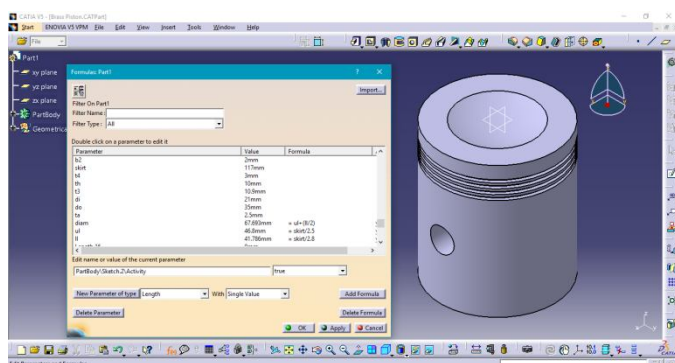 CATIA V5 - [Brass Piston.CATPart]
Start ENOVIA V5 VPM File Edit View Insert Tools Window Help
File
Part1
xy plane
yz plane
zx plane
PartBody
Geometrica
Formulas: Part1
Import...
Filter On Part1
Filter Name :
Filter Type : All
Double click on a parameter to edit it
Parameter Value Formula
b2 2mm
skirt 117mm
t4 3mm
th 10mm
t3 10.9mm
di 21mm
do 35mm
ta 2.5mm
diam 67.693mm = ul+(ll/2)
ul 46.8mm = skirt/2.5
ll 41.786mm = skirt/2.8
Edit name or value of the current parameter
PartBody\Sketch.2\Activity true
New Parameter of type Length With Single Value Add Formula
Delete Parameter Delete Formula
OK Apply Cancel